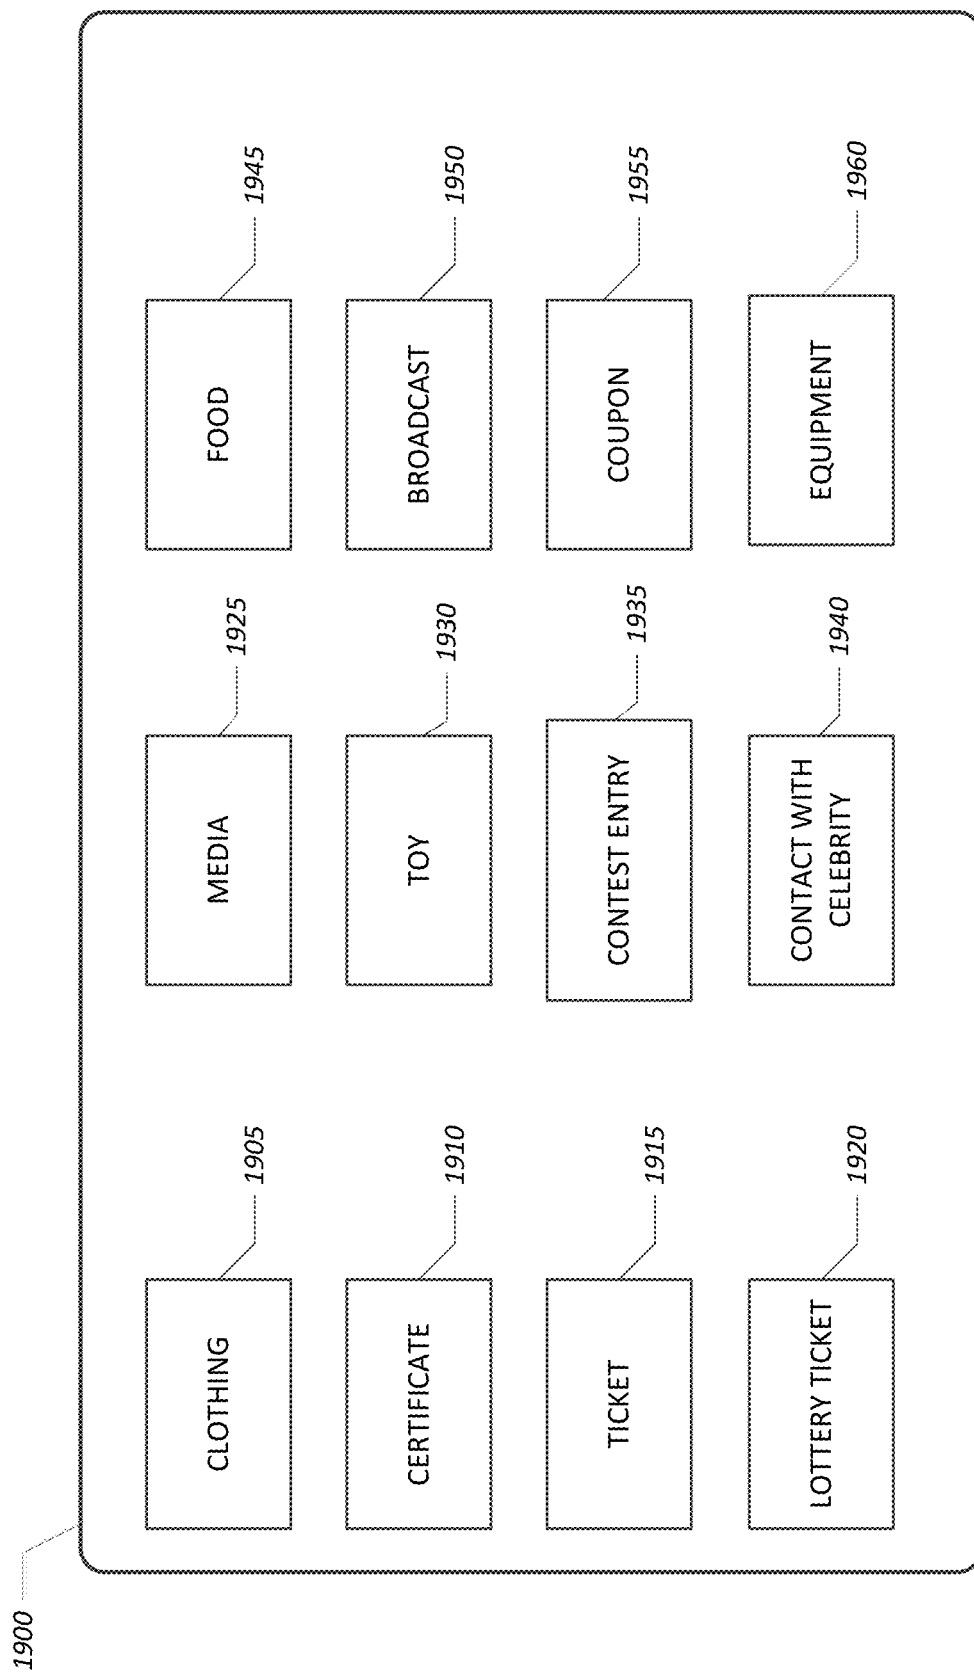 1900
CLOTHING
1905
MEDIA
1925
FOOD
1945
CERTIFICATE
1910
TOY
1930
BROADCAST
1950
TICKET
1915
CONTEST ENTRY
1935
COUPON
1955
LOTTERY TICKET
1920
CONTACT WITH
CELEBRITY
1940
EQUIPMENT
1960